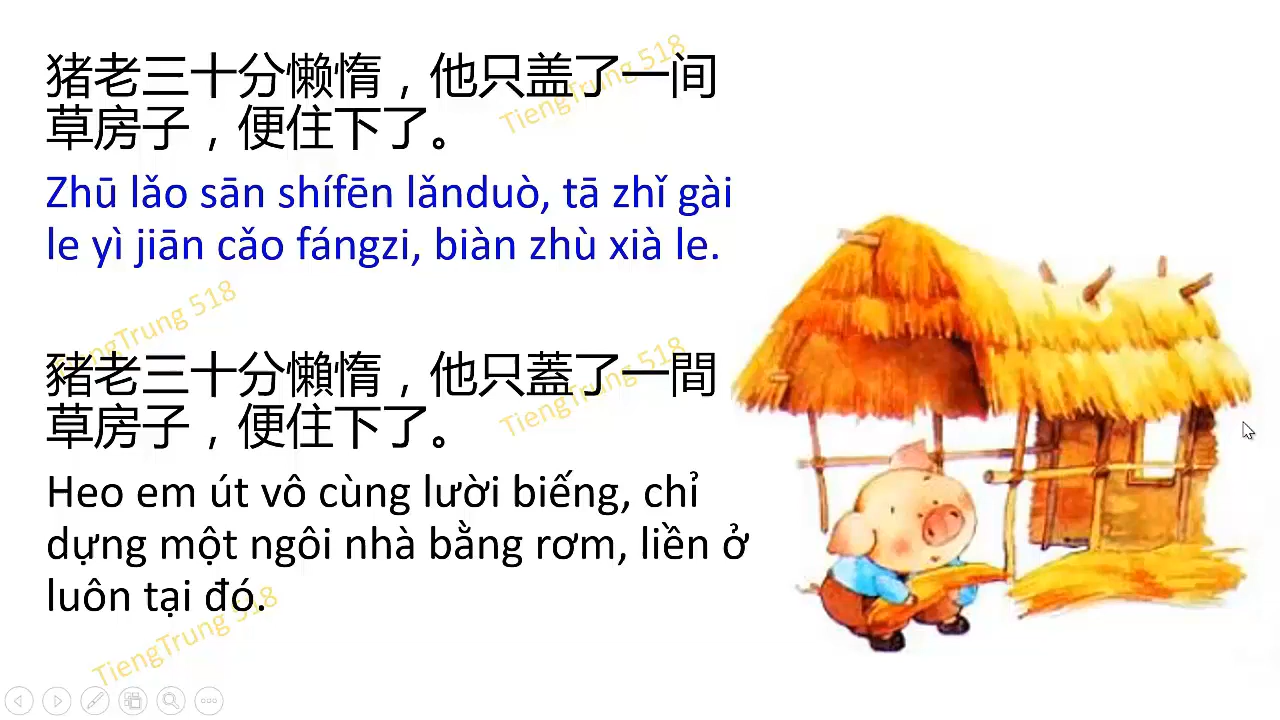 猪老三十分懒惰，他只盖了一间
草房子，便住下了。
Zhū lǎo sān shífēn lǎnduò, tā zhǐ gài
le yì jiān cǎo fángzi, biàn zhù xià le.
豬老三十分懶惰，他只蓋了一間
草房子，便住下了。
Heo em út vô cùng lười biếng, chỉ
dựng một ngôi nhà bằng rơm, liền ở
luôn tại đó.
TiengTrung 518
TiengTrung 518
TiengTrung 518
TiengTrung 518